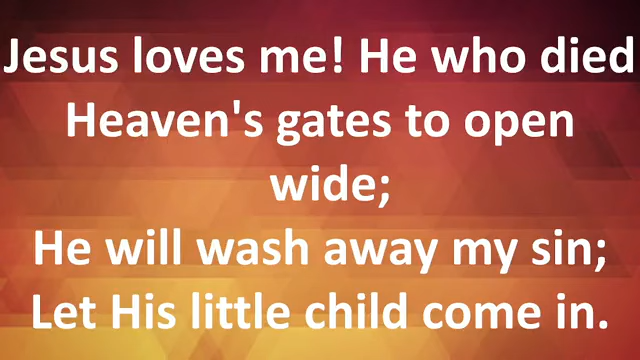 Jesus loves me! He who died
Heaven's gates to open
wide;
He will wash away my sin;
Let His little child come in.